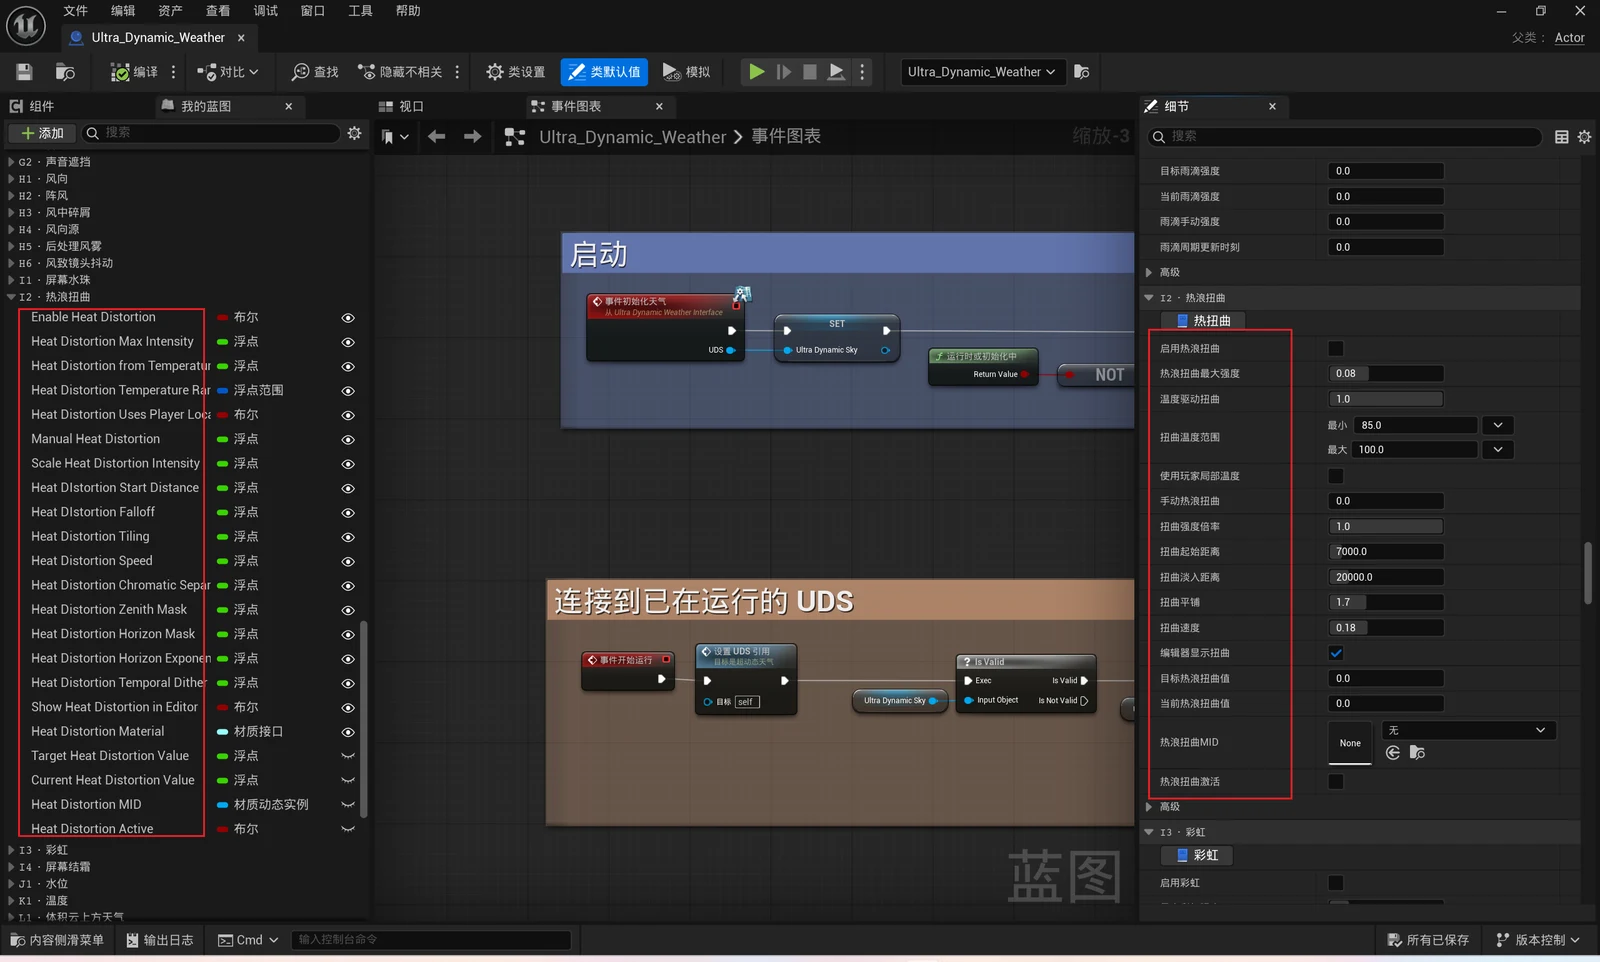 文件
编辑
资产
查看
调试
窗口
工具
帮助
Ultra_Dynamic_Weather
父类：
Actor
编译
对比
查找
隐藏不相关
类设置
类默认值
模拟
Ultra_Dynamic_Weather
组件
我的蓝图
视口
事件图表
细节
添加
搜索
Ultra_Dynamic_Weather
事件图表
缩放-3
搜索
G2 · 声音遮挡
H1 · 风向
H2 · 阵风
H3 · 风中碎屑
H4 · 风向源
H5 · 后处理风雾
H6 · 风致镜头抖动
I1 · 屏幕水珠
I2 · 热浪扭曲
Enable Heat Distortion 布尔
Heat Distortion Max Intensity 浮点
Heat Distortion from Temperatur 浮点
Heat Distortion Temperature Rar 浮点范围
Heat Distortion Uses Player Loca 布尔
Manual Heat Distortion 浮点
Scale Heat Distortion Intensity 浮点
Heat DIstortion Start Distance 浮点
Heat DIstortion Falloff 浮点
Heat Distortion Tiling 浮点
Heat Distortion Speed 浮点
Heat Distortion Chromatic Separ 浮点
Heat Distortion Zenith Mask 浮点
Heat Distortion Horizon Mask 浮点
Heat Distortion Horizon Exponen 浮点
Heat Distortion Temporal Dither 浮点
Show Heat Distortion in Editor 布尔
Heat Distortion Material 材质接口
Target Heat Distortion Value 浮点
Current Heat Distortion Value 浮点
Heat Distortion MID 材质动态实例
Heat Distortion Active 布尔
I3 · 彩虹
I4 · 屏幕结霜
J1 · 水位
K1 · 温度
L1 · 体积云上方天气
启动
事件初始化天气
从 Ultra Dynamic Weather Interface
UDS
SET
Ultra Dynamic Sky
运行时或初始化中
Return Value
NOT
连接到已在运行的 UDS
事件开始运行
设置 UDS 引用
目标是超动态天气
目标 self
Ultra Dynamic Sky
? Is Valid
Exec
Is Valid
Input Object
Is Not Valid
蓝图
目标雨滴强度 0.0
当前雨滴强度 0.0
雨滴手动强度 0.0
雨滴周期更新时刻 0.0
高级
I2 · 热浪扭曲
热扭曲
启用热浪扭曲
热浪扭曲最大强度 0.08
温度驱动扭曲 1.0
扭曲温度范围
最小 85.0
最大 100.0
使用玩家局部温度
手动热浪扭曲 0.0
扭曲强度倍率 1.0
扭曲起始距离 7000.0
扭曲淡入距离 20000.0
扭曲平铺 1.7
扭曲速度 0.18
编辑器显示扭曲
目标热浪扭曲值 0.0
当前热浪扭曲值 0.0
热浪扭曲MID
None
无
热浪扭曲激活
高级
I3 · 彩虹
彩虹
启用彩虹
内容侧滑菜单
输出日志
Cmd
输入控制台命令
所有已保存
版本控制